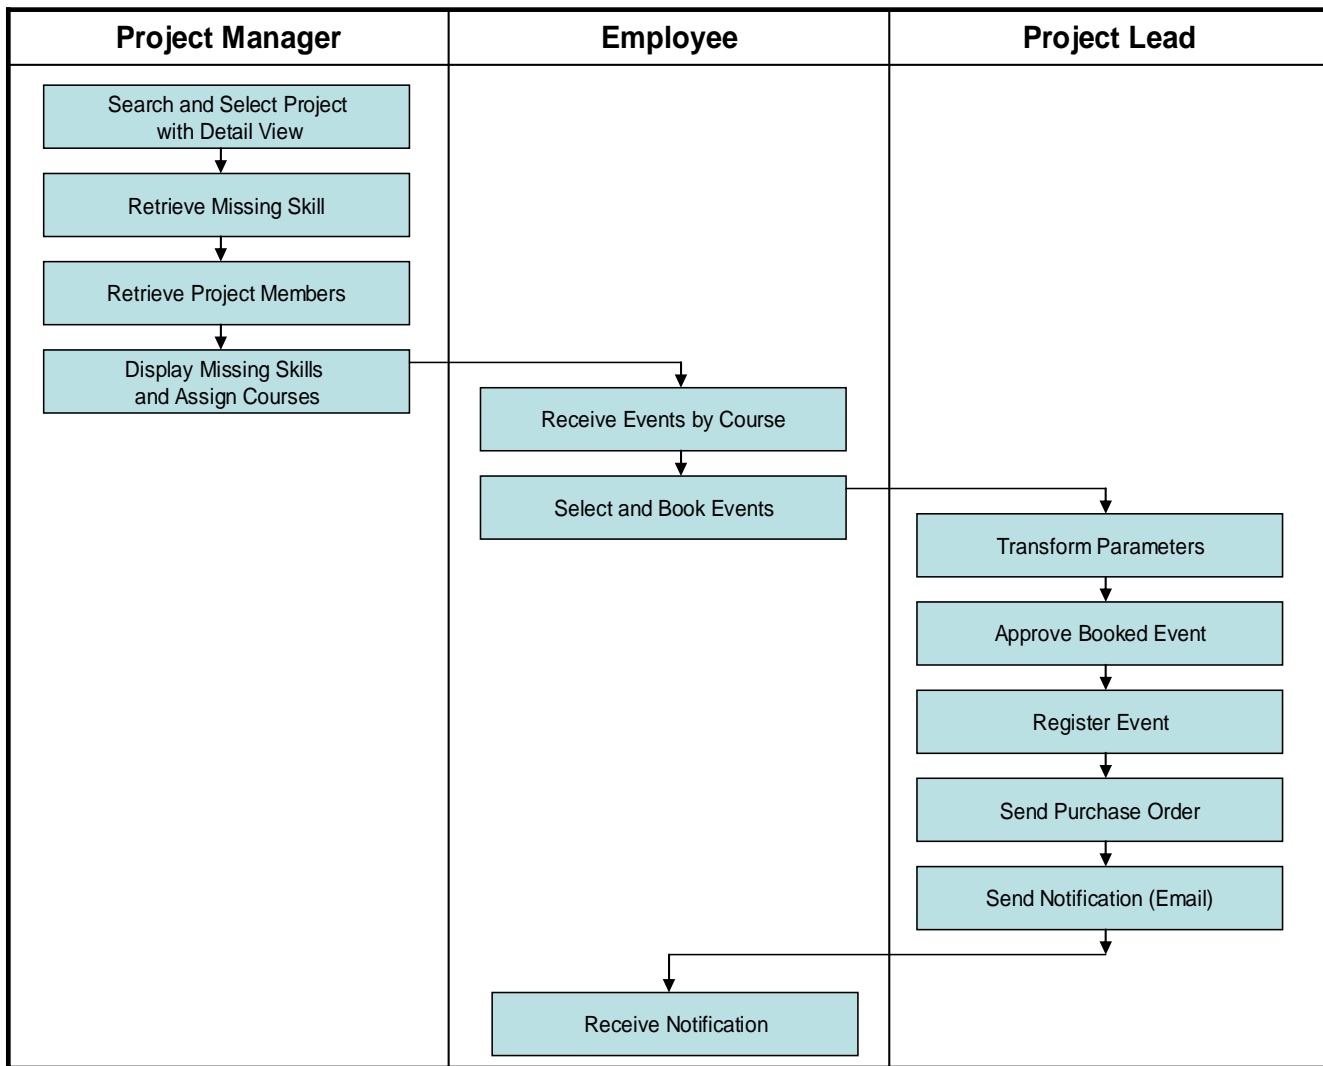 Project Manager
Employee
Project Lead
Search and Select Project
with Detail View
Retrieve Missing Skill
Retrieve Project Members
Display Missing Skills
and Assign Courses
Receive Events by Course
Select and Book Events
Transform Parameters
Approve Booked Event
Register Event
Send Purchase Order
Send Notification (Email)
Receive Notification